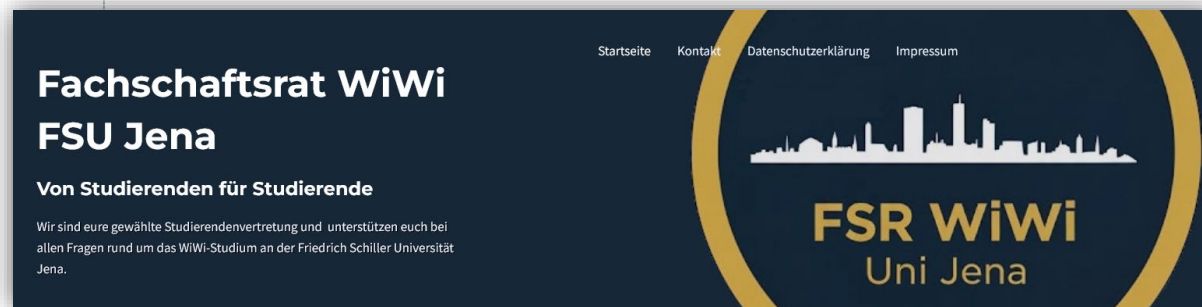 Startseite Kontakt Datenschutzerklärung Impressum
Fachschaftsrat WiWi
FSU Jena
Von Studierenden für Studierende
Wir sind eure gewählte Studierendenvertretung und unterstützen euch bei
allen Fragen rund um das WiWi-Studium an der Friedrich Schiller Universität
Jena.
FSR WiWi
Uni Jena